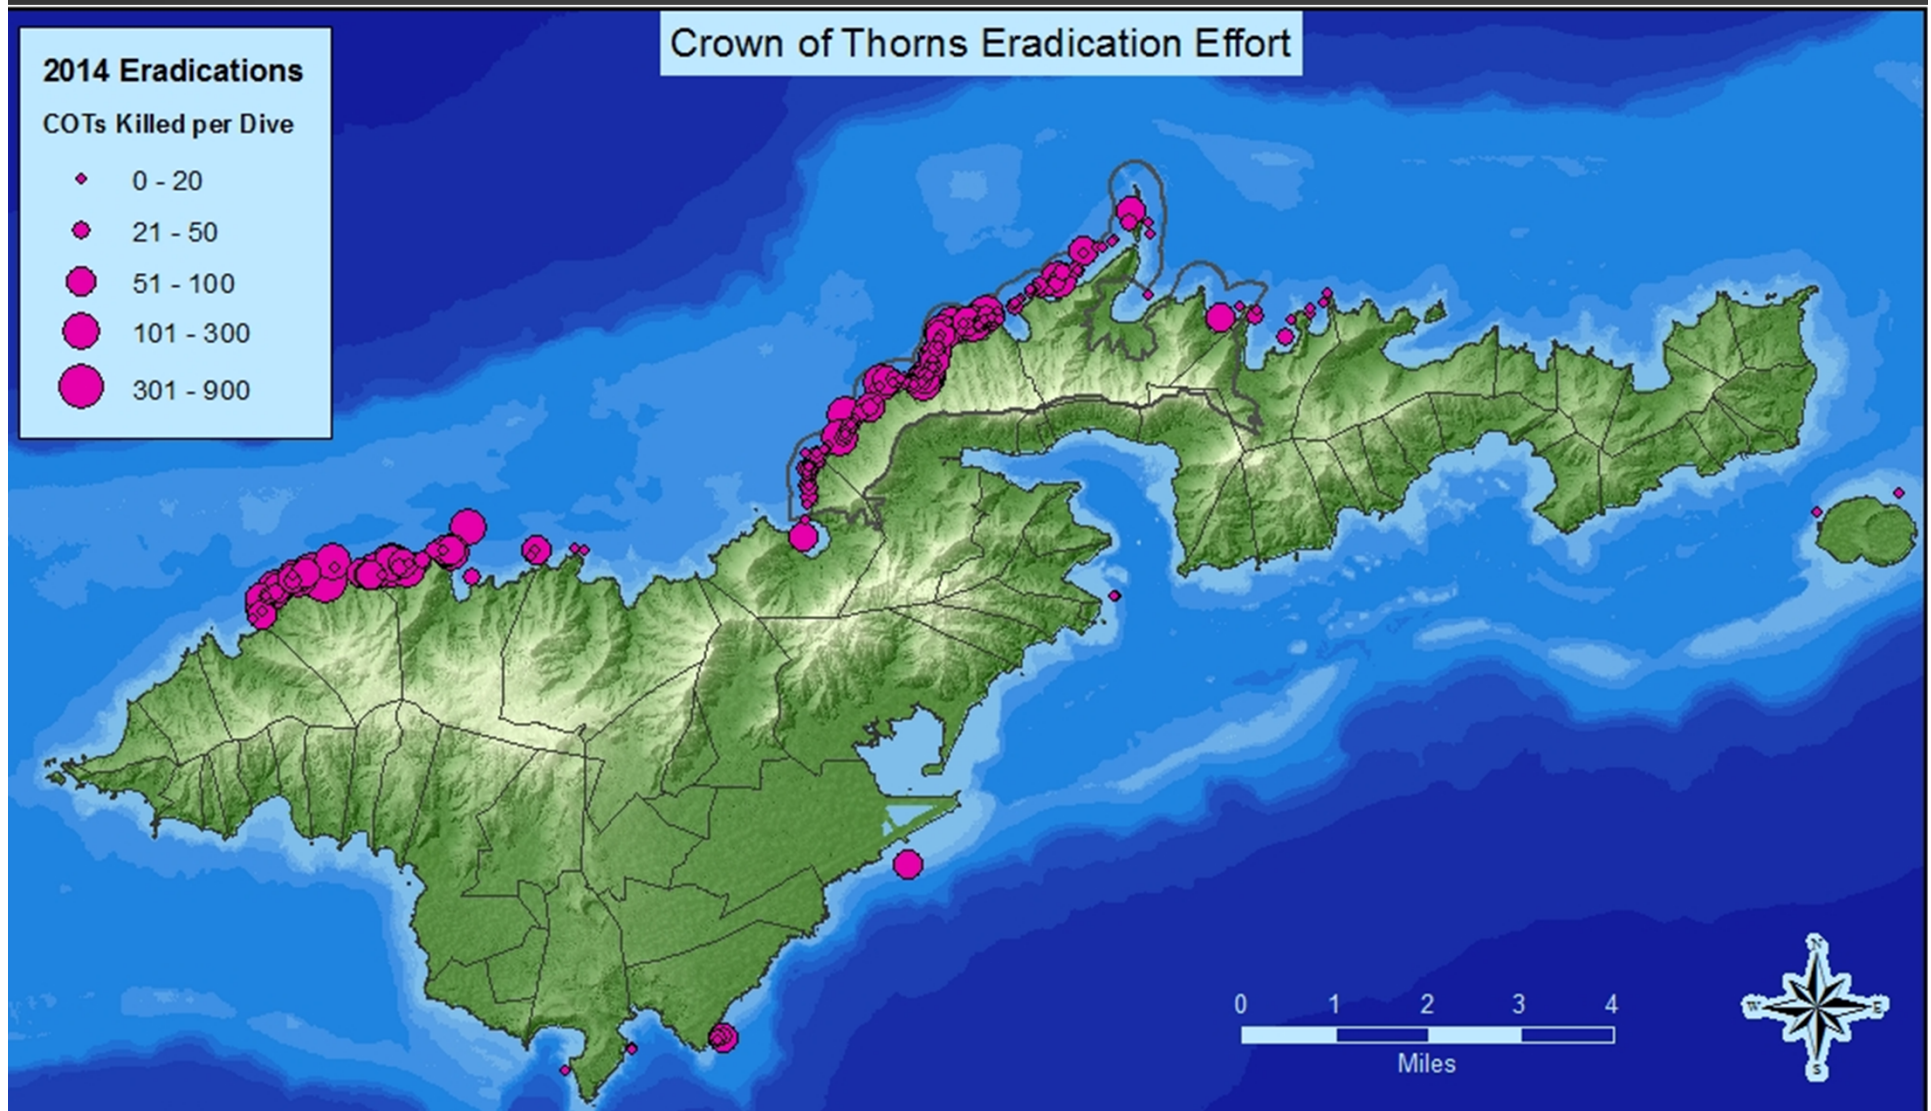 Crown of Thorns Eradication Effort
2014 Eradications
COTs Killed per Dive
0 - 20
21 - 50
51 - 100
101 - 300
301 - 900
0 1 2 3 4
Miles
N
W E
S